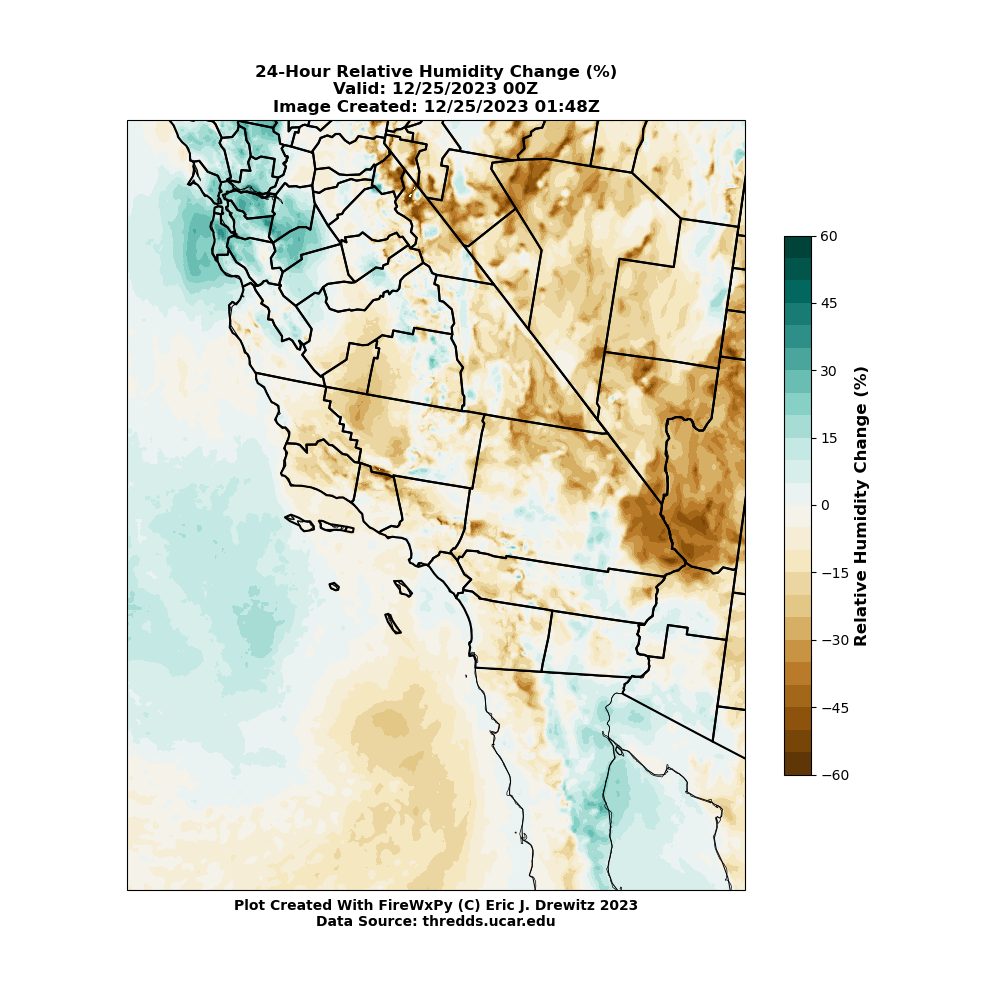 24-Hour Relative Humidity Change (%)
Valid: 12/25/2023 00Z
Image Created: 12/25/2023 01:48Z
60
45
30
15
0
−15
−30
−45
−60
Relative Humidity Change (%)
Plot Created With FireWxPy (C) Eric J. Drewitz 2023
Data Source: thredds.ucar.edu